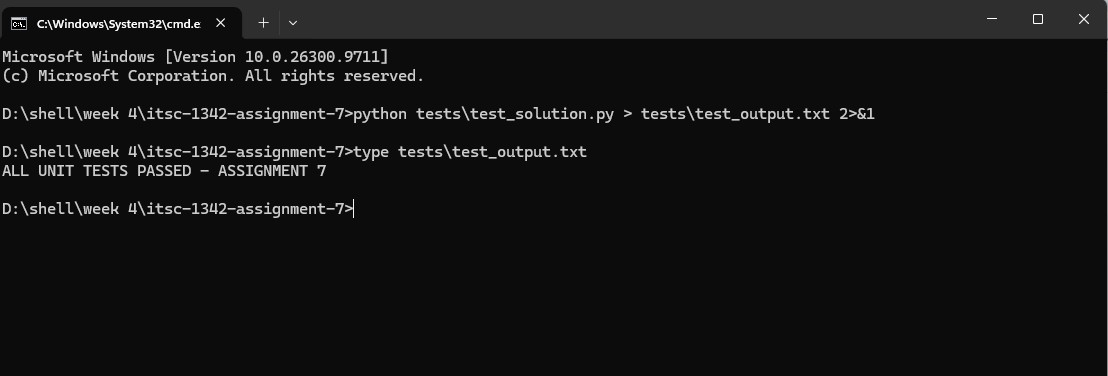 C:\Windows\System32\cmd.e
Microsoft Windows [Version 10.0.26300.9711]
(c) Microsoft Corporation. All rights reserved.
D:\shell\week 4\itsc-1342-assignment-7>python tests\test_solution.py > tests\test_output.txt 2>&1
D:\shell\week 4\itsc-1342-assignment-7>type tests\test_output.txt
ALL UNIT TESTS PASSED - ASSIGNMENT 7
D:\shell\week 4\itsc-1342-assignment-7>